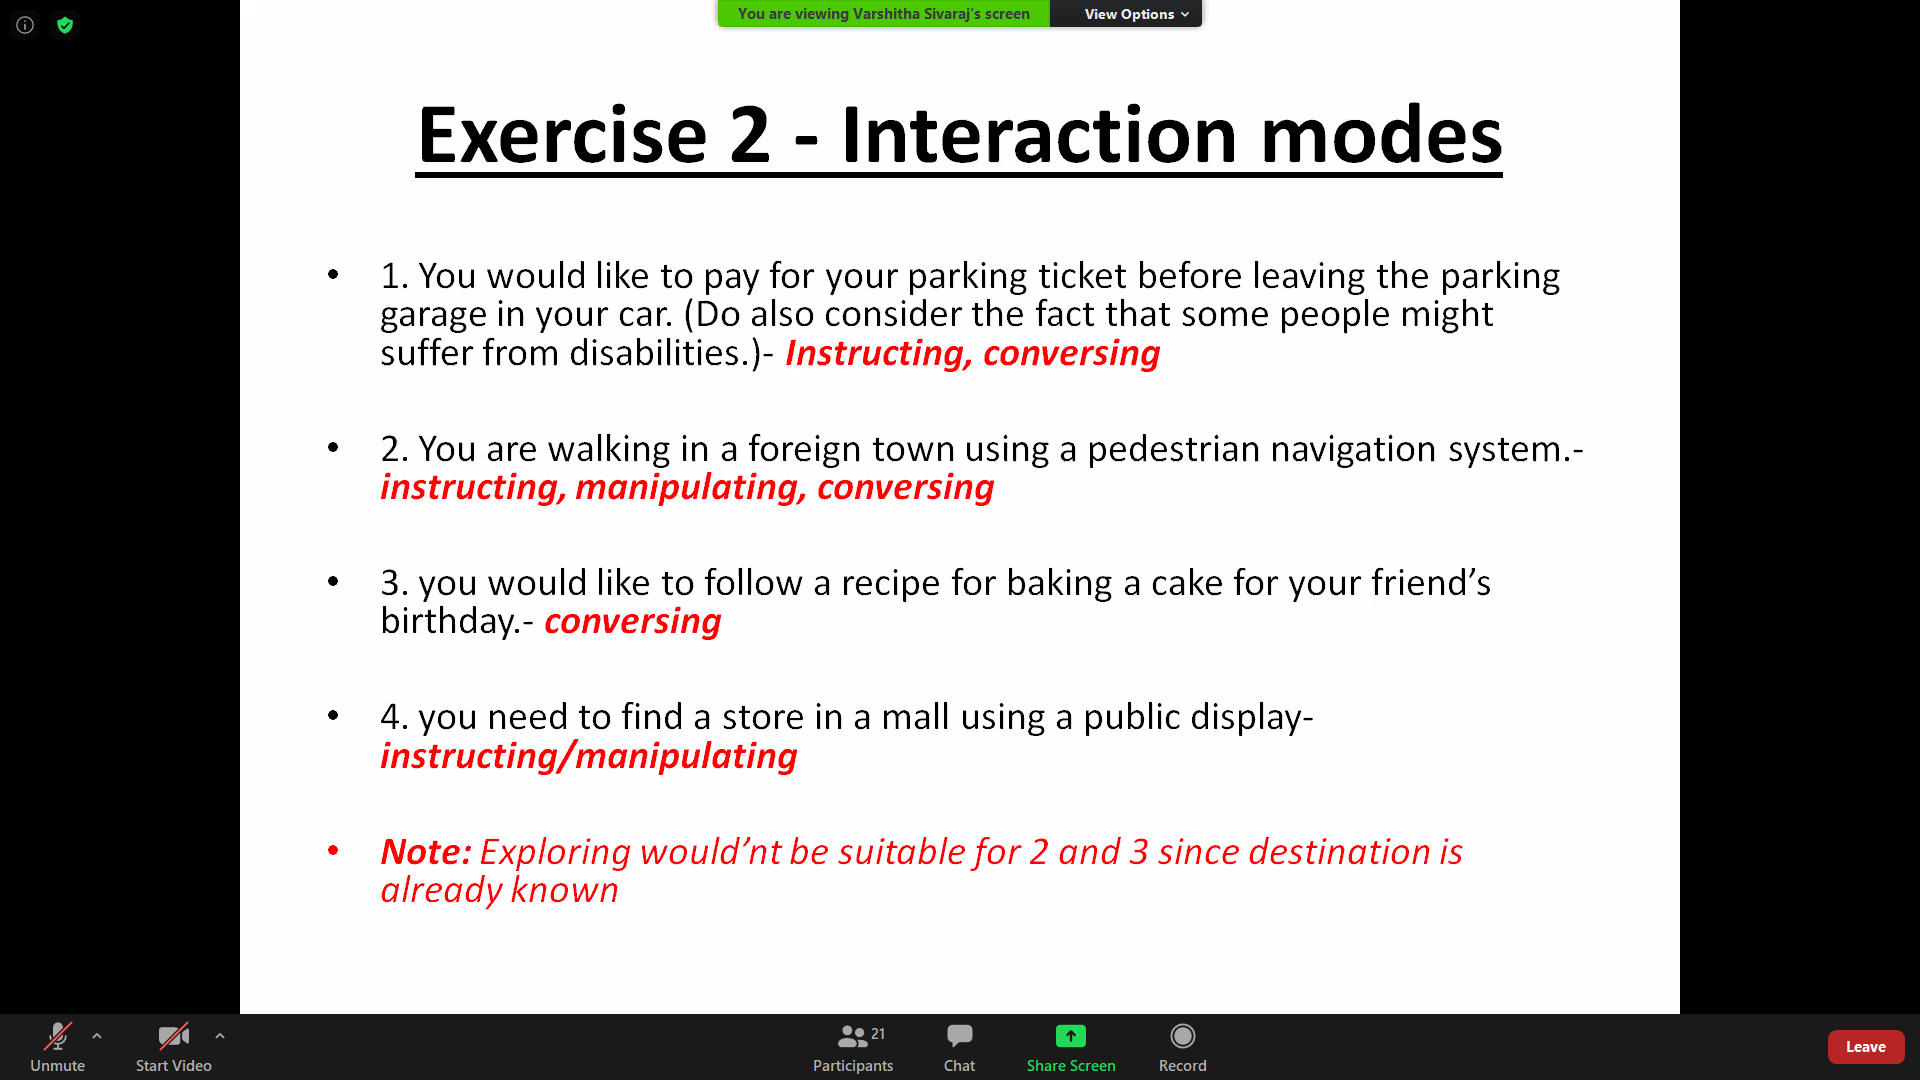 You are viewing Varshitha Sivaraj's screen
View Options
Exercise 2 - Interaction modes
• 1. You would like to pay for your parking ticket before leaving the parking
garage in your car. (Do also consider the fact that some people might
suffer from disabilities.)- Instructing, conversing
• 2. You are walking in a foreign town using a pedestrian navigation system.-
instructing, manipulating, conversing
• 3. you would like to follow a recipe for baking a cake for your friend’s
birthday.- conversing
• 4. you need to find a store in a mall using a public display-
instructing/manipulating
• Note: Exploring would’nt be suitable for 2 and 3 since destination is
already known
Unmute
Start Video
21
Participants
Chat
Share Screen
Record
Leave